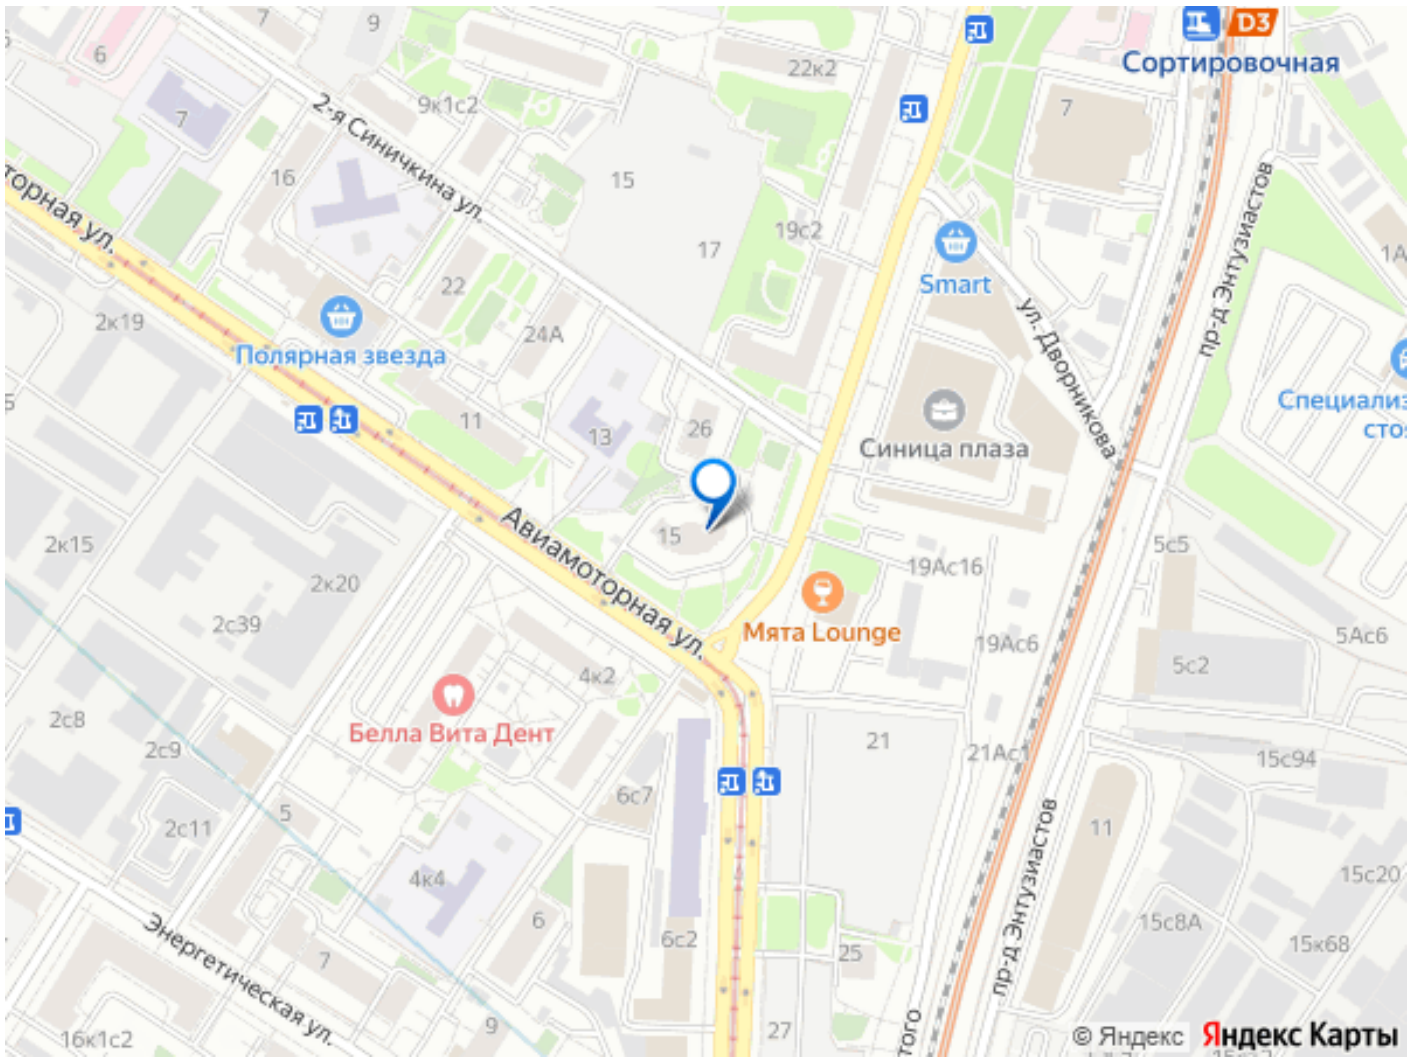 7
9
D3
Сортировочная
6
22к2
9к1с2
7
7
2-я Синичкина ул.
торная ул.
16
15
17
19с2
1А
22
Smart
пр-д Энтузиастов
2к19
24А
ул. Дворникова
Полярная звезда
11
13
26
Синица плаза
Специализ
сто
15
Авиамоторная ул.
2к15
2к20
5с5
19Ас16
2с39
Мята Lounge
19Ас6
5Ас6
5с2
4к2
2с8
2с9
Белла Вита Дент
21
21Ас1
15с94
6с7
5
2с11
11
4к4
пр-д Энтузиастов
15с20
Энергетическая ул.
6
6с2
15с8А
15к68
7
25
9
27
16к1с2
того
© Яндекс
Яндекс Карты